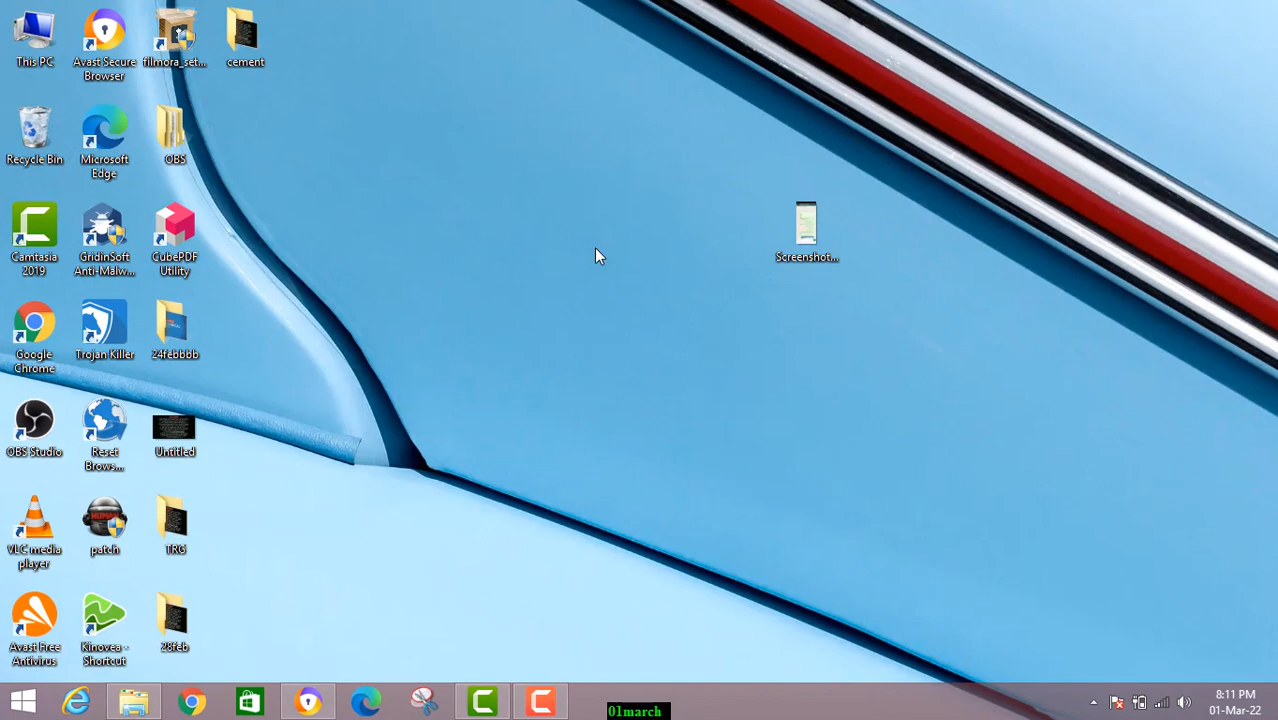 This PC
Avast Secure
Browser
filmora_set...
cement
Recycle Bin
Microsoft
Edge
OBS
Camtasia
2019
GridinSoft
Anti-Malw...
CubePDF
Utility
Screenshot...
Google
Chrome
Trojan Killer
24febbbb
OBS Studio
Reset
Brows...
Untitled
VLC media
player
HUMAN
patch
TRG
Avast Free
Antivirus
Kinovea -
Shortcut
28feb
01march
8:11 PM
01-Mar-22